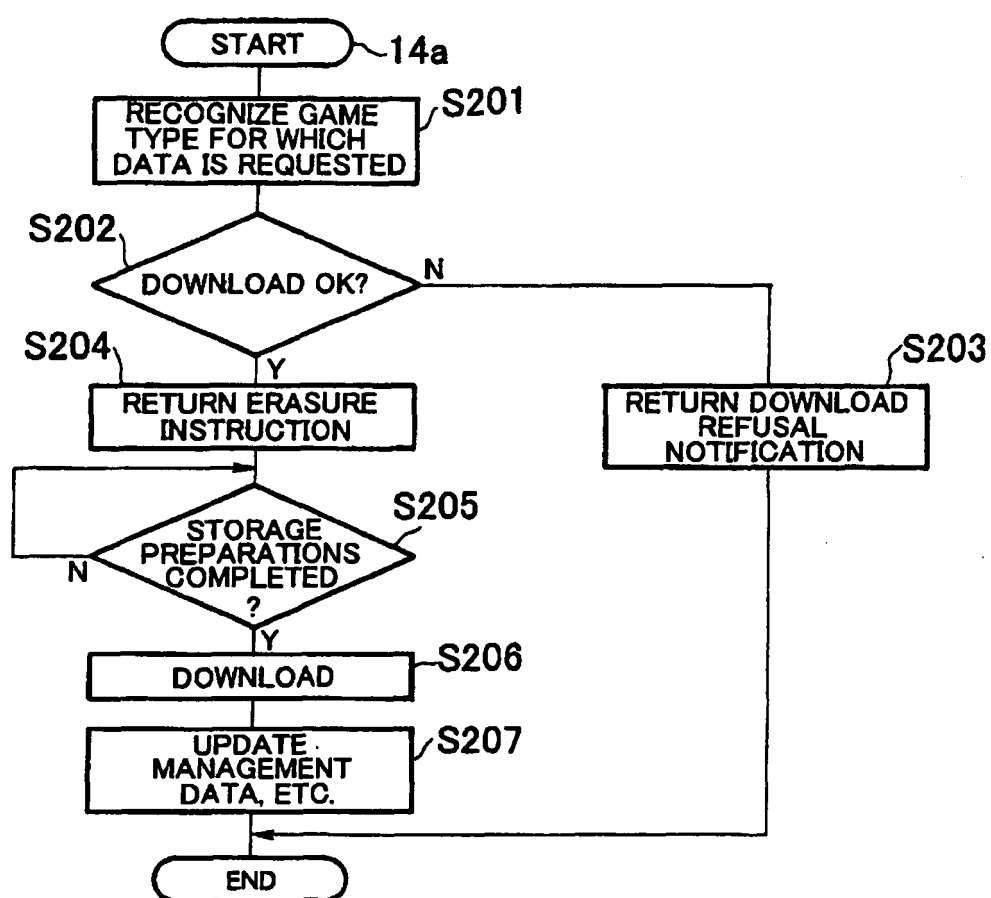 START
14a
RECOGNIZE GAME
TYPE FOR WHICH
DATA IS REQUESTED
S201
S202
DOWNLOAD OK?
N
Y
S204
RETURN ERASURE
INSTRUCTION
S203
RETURN DOWNLOAD
REFUSAL
NOTIFICATION
S205
STORAGE
PREPARATIONS
COMPLETED
?
N
Y
S206
DOWNLOAD
S207
UPDATE
MANAGEMENT
DATA, ETC.
END